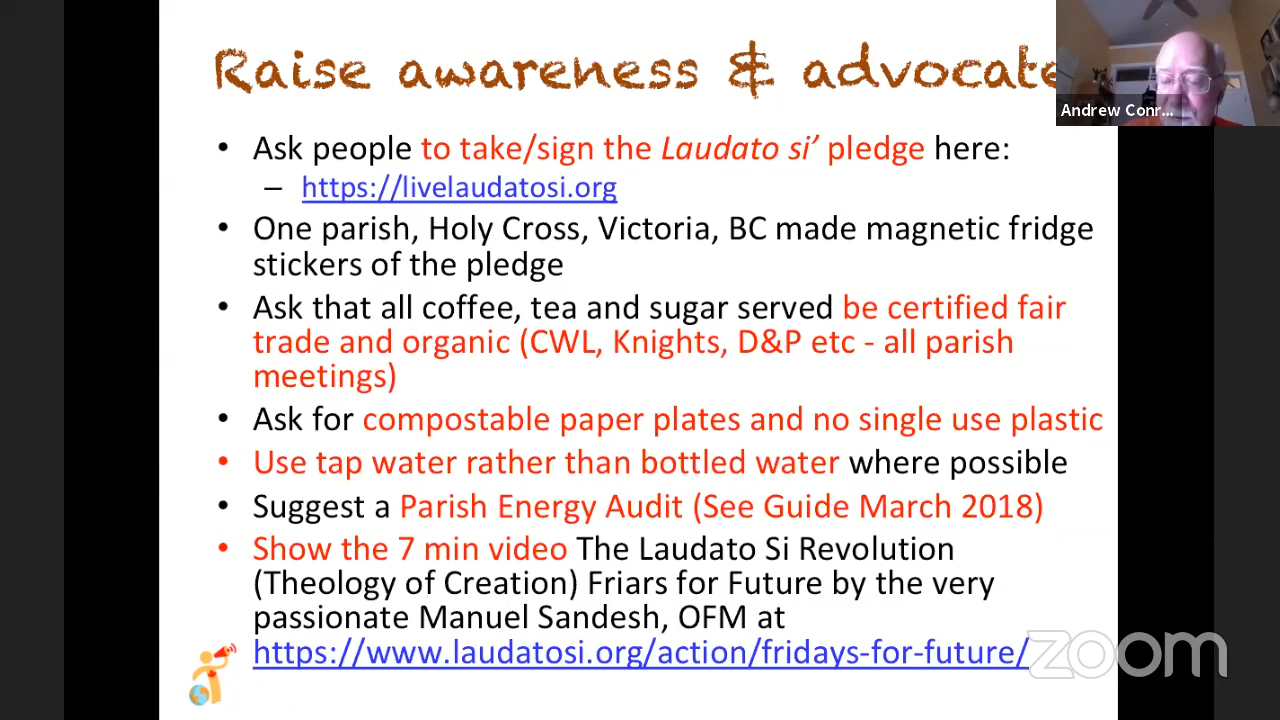 Raise awareness & advocate
Andrew Conr...
• Ask people to take/sign the Laudato si’ pledge here:
– https://livelaudatosi.org
• One parish, Holy Cross, Victoria, BC made magnetic fridge
stickers of the pledge
• Ask that all coffee, tea and sugar served be certified fair
trade and organic (CWL, Knights, D&P etc - all parish
meetings)
• Ask for compostable paper plates and no single use plastic
• Use tap water rather than bottled water where possible
• Suggest a Parish Energy Audit (See Guide March 2018)
• Show the 7 min video The Laudato Si Revolution
(Theology of Creation) Friars for Future by the very
passionate Manuel Sandesh, OFM at
https://www.laudatosi.org/action/fridays-for-future/
zoom